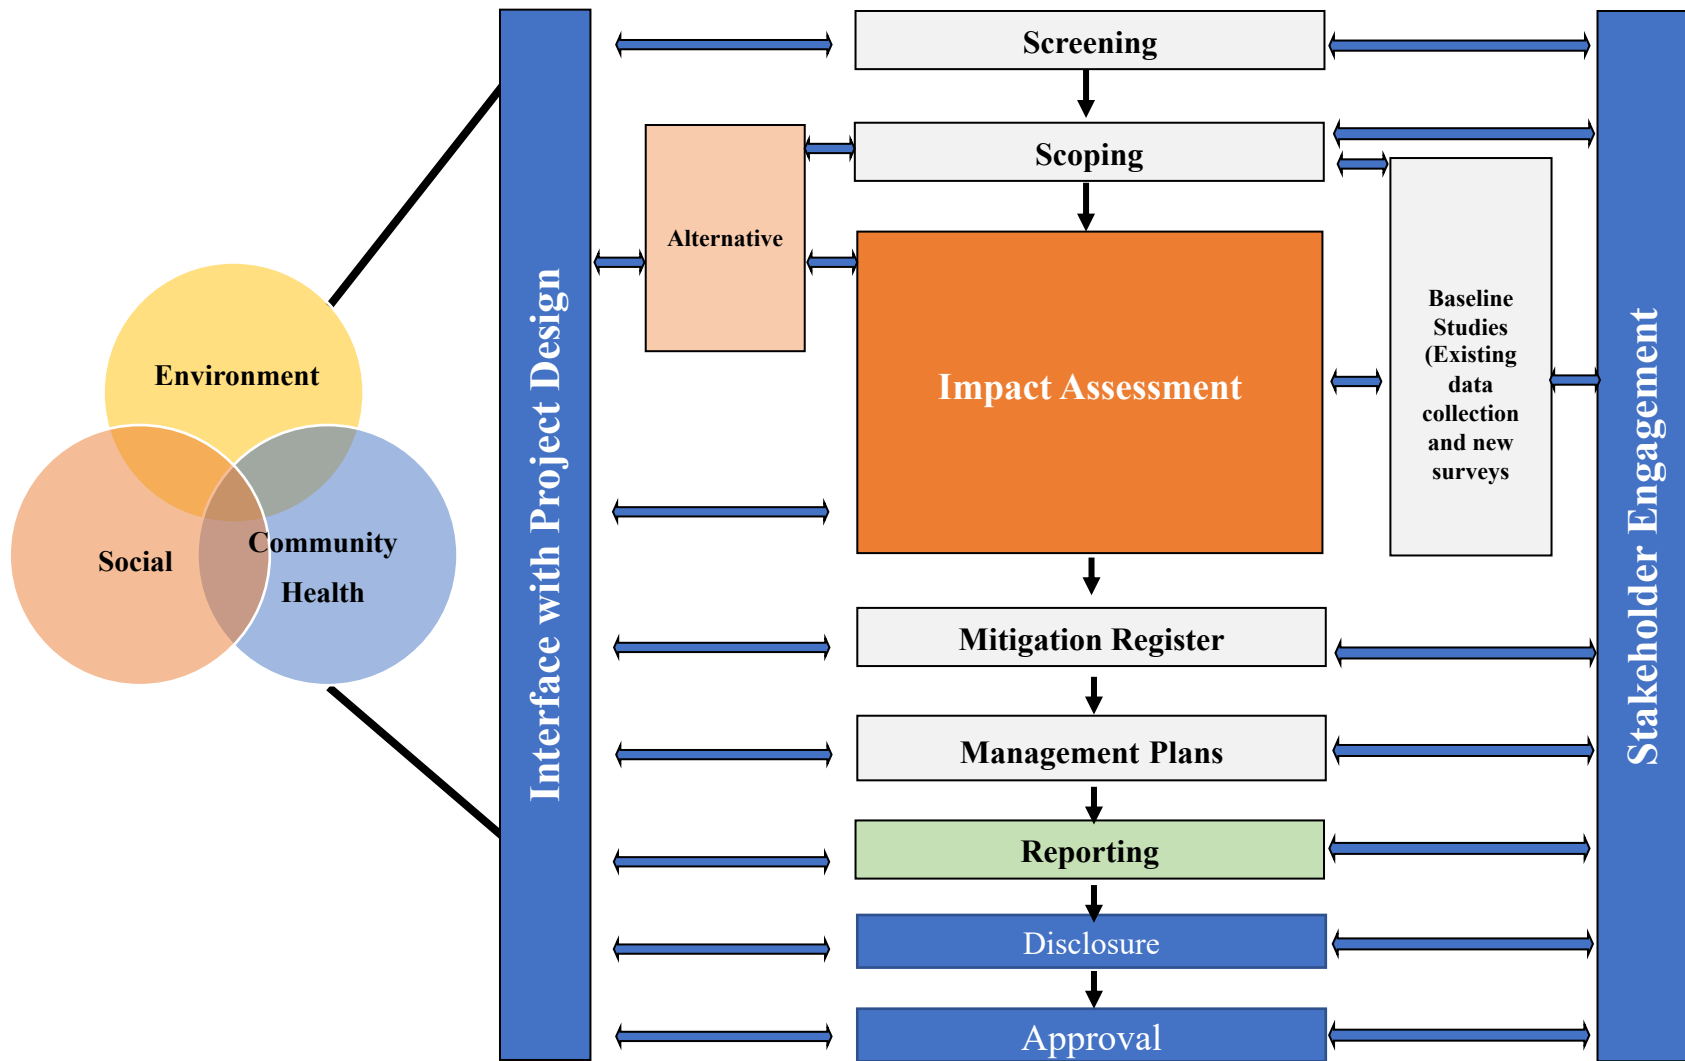 Screening
Scoping
Alternative
Impact Assessment
Baseline
Studies
(Existing
data
collection
and new
surveys
Environment
Social
Community
Health
Interface with Project Design
Stakeholder Engagement
Mitigation Register
Management Plans
Reporting
Disclosure
Approval